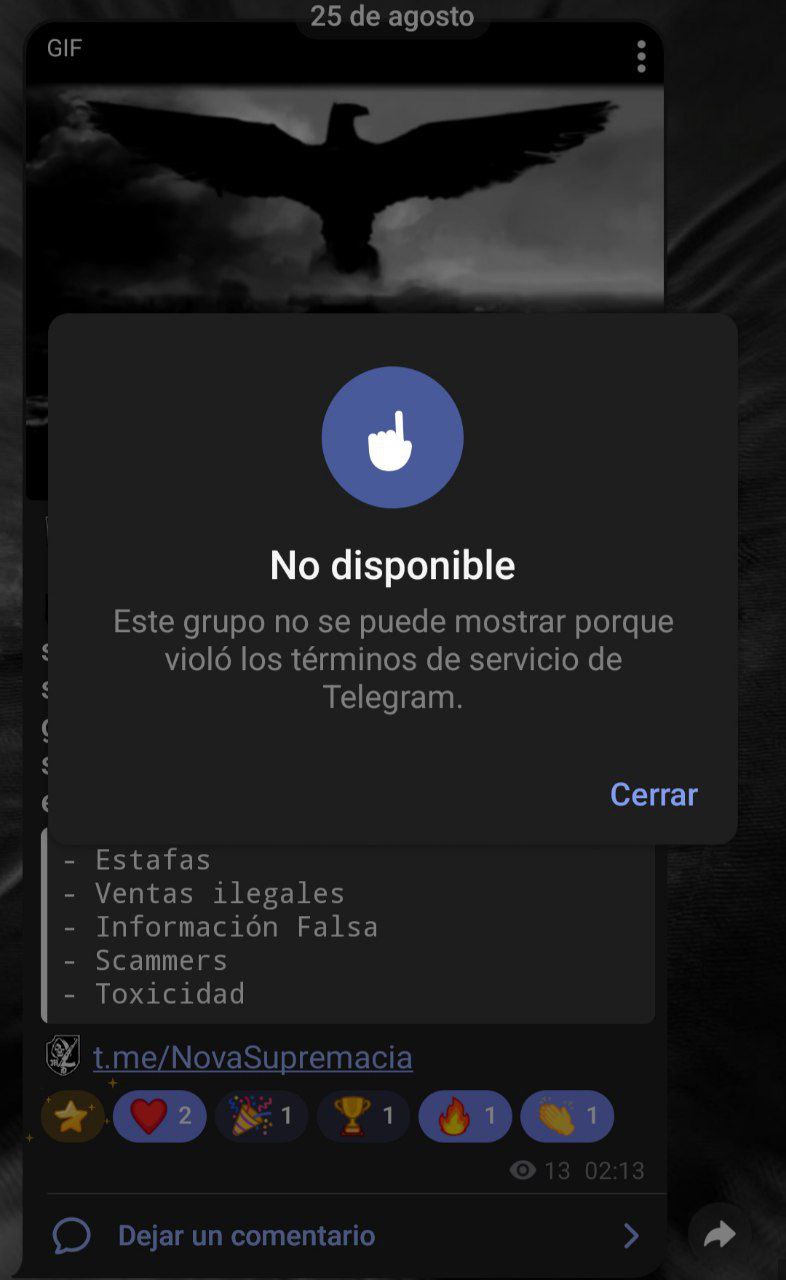 25 de agosto
GIF
No disponible
Este grupo no se puede mostrar porque
violó los términos de servicio de
Telegram.
Cerrar
- Estafas
- Ventas ilegales
- Información Falsa
- Scammers
- Toxicidad
t.me/NovaSupremacia
2 1 1 1 1
13 02:13
Dejar un comentario